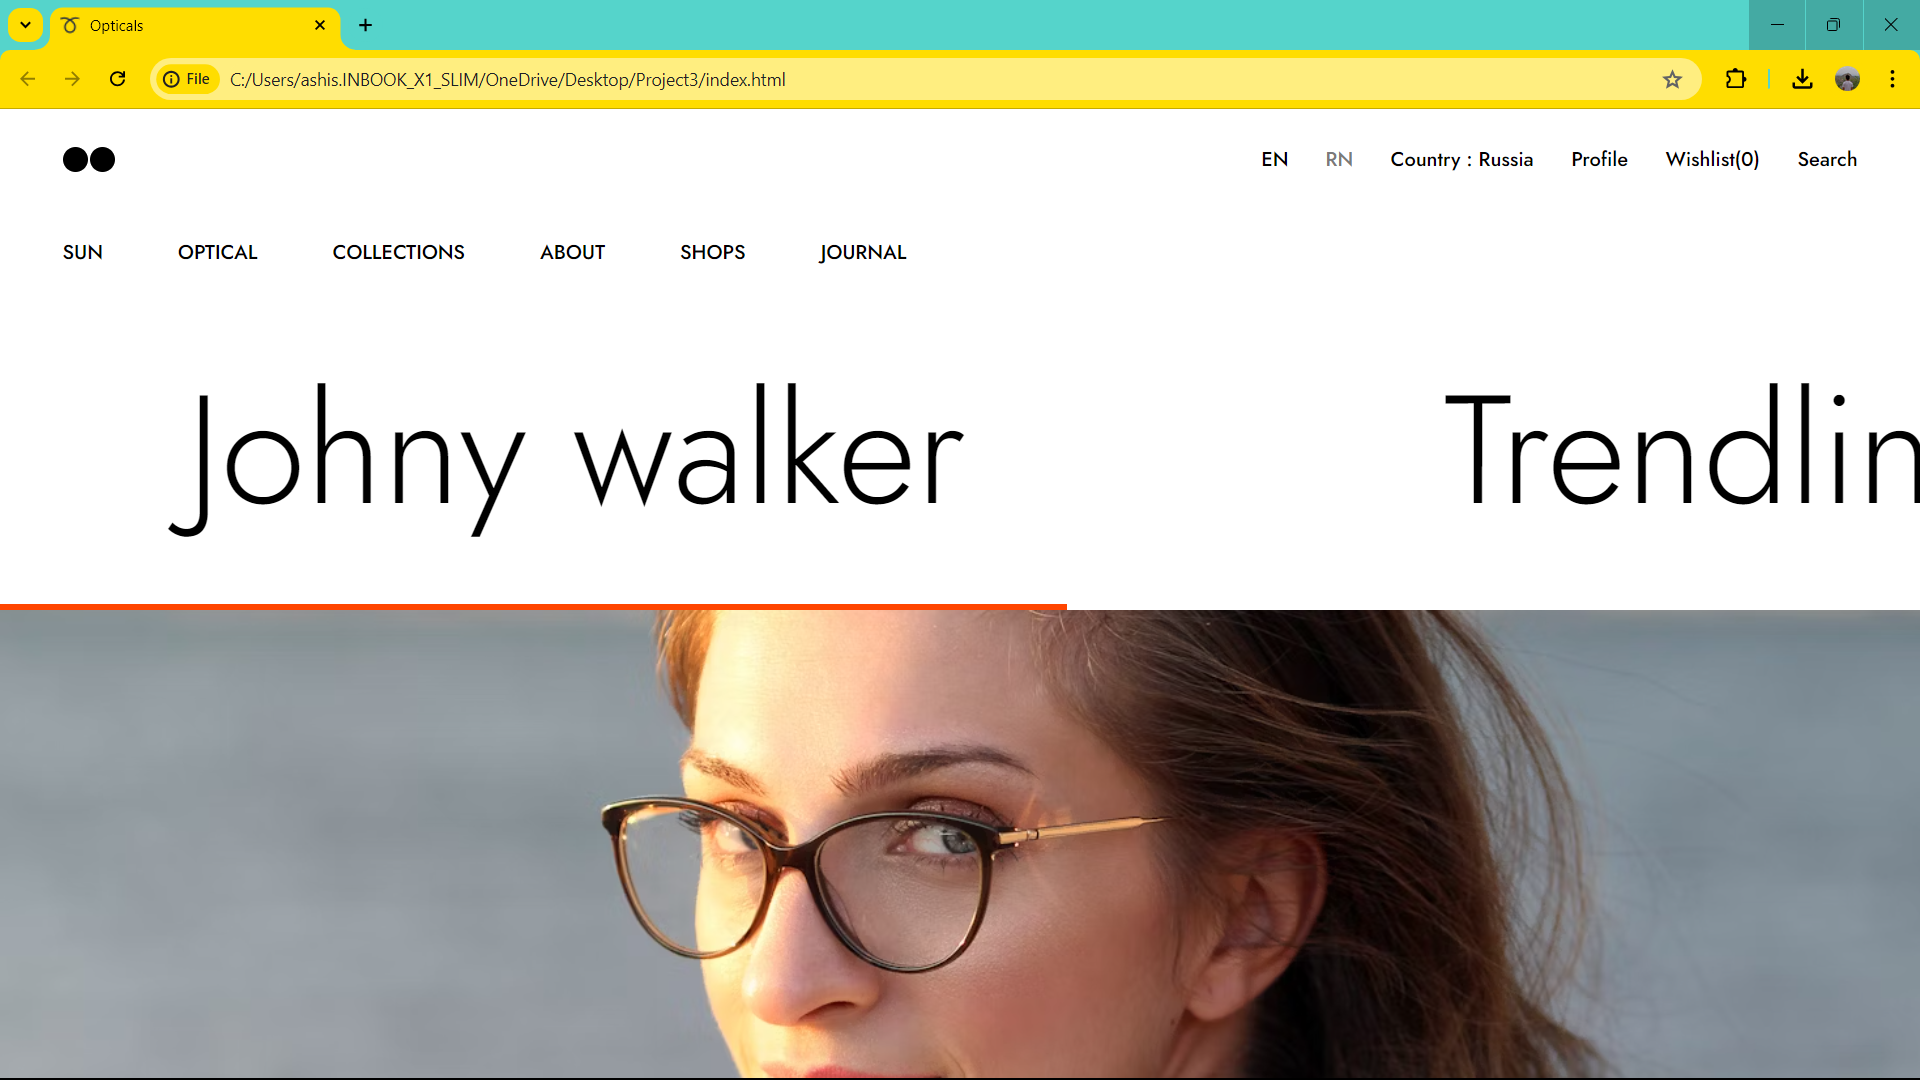 Opticals
File C:/Users/ashis.INBOOK_X1_SLIM/OneDrive/Desktop/Project3/index.html
EN RN Country : Russia Profile Wishlist(0) Search
SUN OPTICAL COLLECTIONS ABOUT SHOPS JOURNAL
Johny walker Trendlin